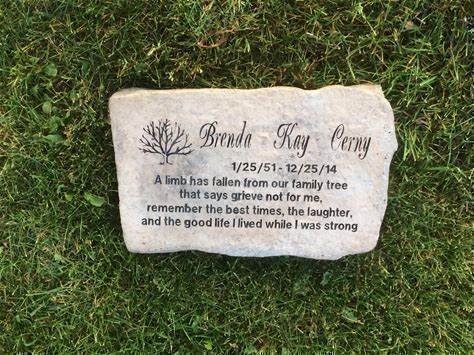 Brenda Kay Cerny
1/25/51 - 12/25/14
A limb has fallen from our family tree
that says grieve not for me,
remember the best times, the laughter,
and the good life I lived while I was strong